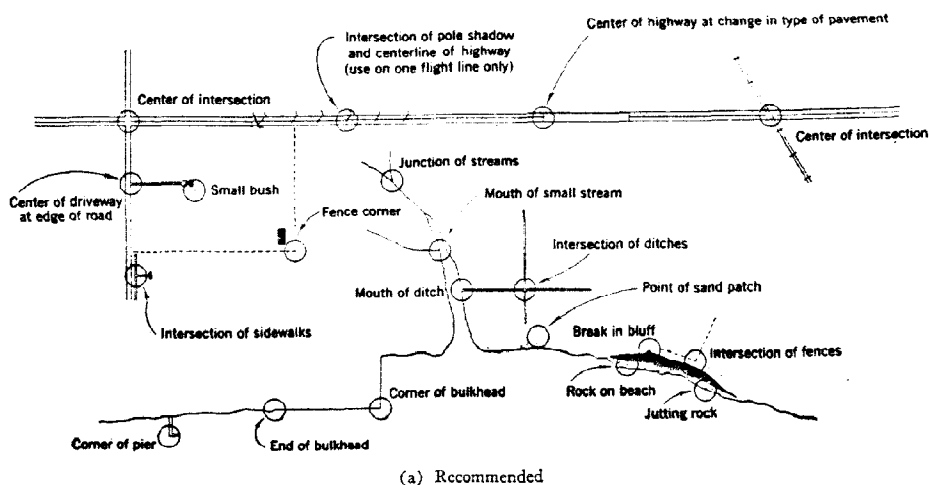 Center of highway at change in type of pavement
Intersection of pole shadow
and centerline of highway
(use on one flight line only)
Center of intersection
Center of intersection
Junction of streams
Small bush
Mouth of small stream
Center of driveway
at edge of road
Fence corner
Intersection of ditches
Mouth of ditch
Point of sand patch
Intersection of sidewalks
Break in bluff
Intersection of fences
Rock on beach
Corner of bulkhead
Jutting rock
Corner of pier
End of bulkhead
(a) Recommended